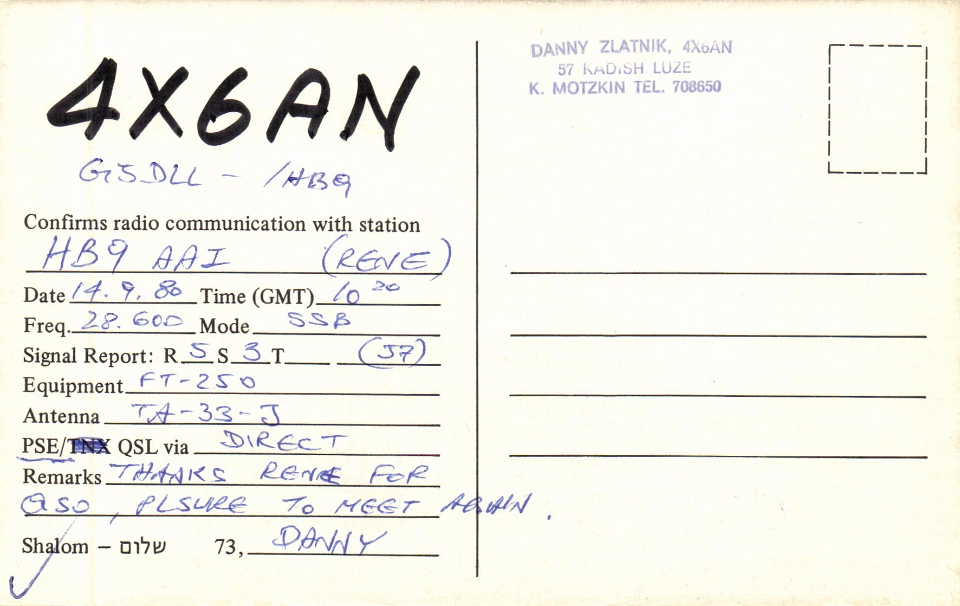 4X6AN
G5DLL - /HB9
Confirms radio communication with station
HB9 AAI (RENE)
Date 14.9.80 Time (GMT) 10 20
Freq. 28.600 Mode SSB
Signal Report: R 5 S 3 T (57)
Equipment FT-250
Antenna TA-33-J
PSE/TNX QSL via DIRECT
Remarks THANKS RENE FOR
QSO, PLSURE TO MEET AGAIN.
Shalom – שלום 73, DANNY
DANNY ZLATNIK, 4X6AN
57 KADISH LUZE
K. MOTZKIN TEL. 708650